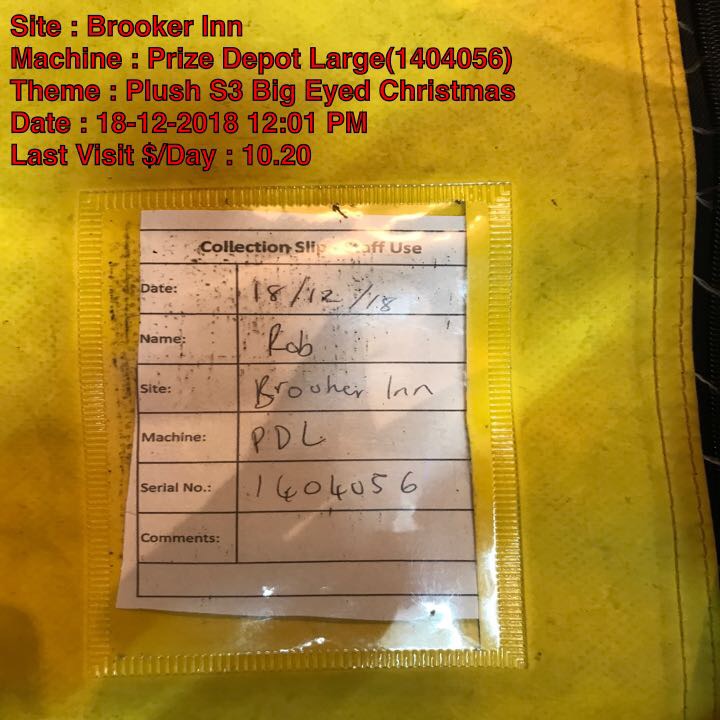 Site : Brooker Inn
Machine : Prize Depot Large(1404056)
Theme : Plush S3 Big Eyed Christmas
Date : 18-12-2018 12:01 PM
Last Visit $/Day : 10.20
Collection Slip Staff Use
Date: 18/12/18
Name: Rob
Site: Brooker Inn
Machine: PDL
Serial No.: 1404056
Comments: